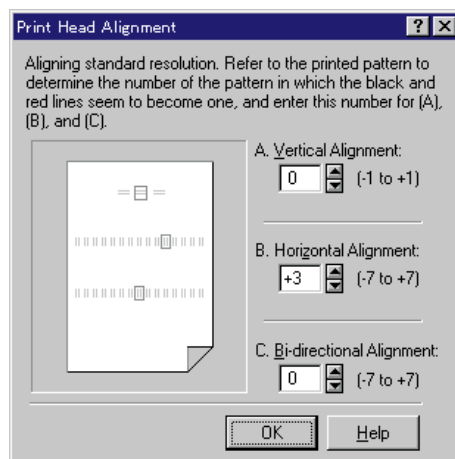 Print Head Alignment
Aligning standard resolution. Refer to the printed pattern to
determine the number of the pattern in which the black and
red lines seem to become one, and enter this number for (A),
(B), and (C).
A. Vertical Alignment:
0 (-1 to +1)
B. Horizontal Alignment:
+3 (-7 to +7)
C. Bi-directional Alignment:
0 (-7 to +7)
OK Help